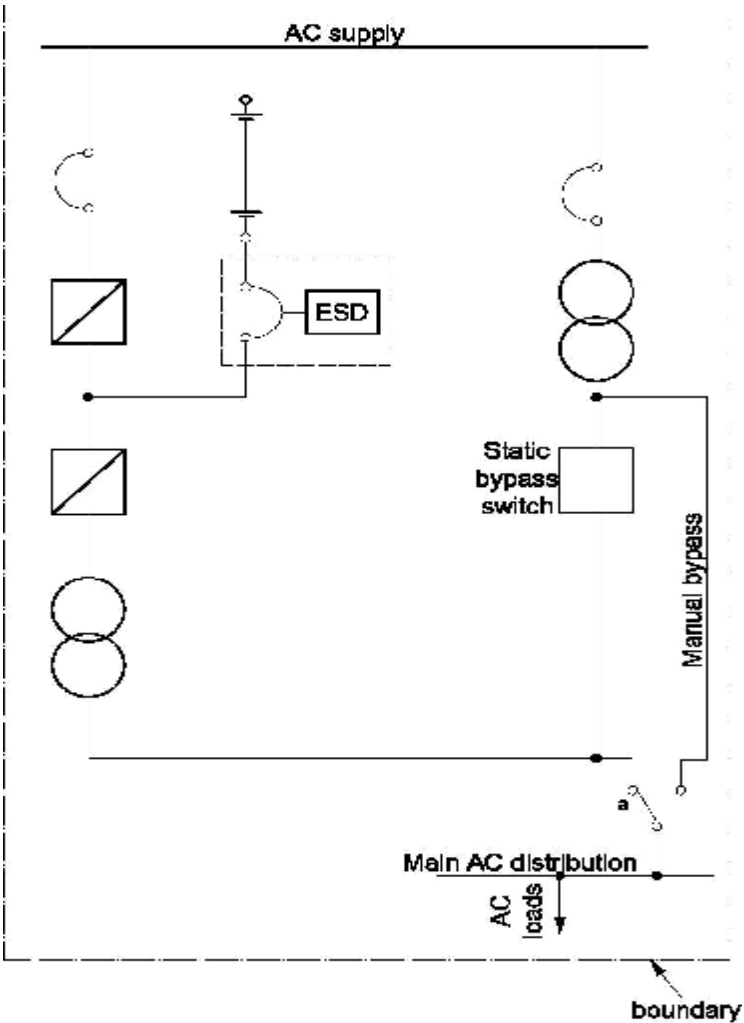 AC supply
ESD
Static
bypass
switch
Manual bypass
a
Main AC distribution
AC
loads
boundary